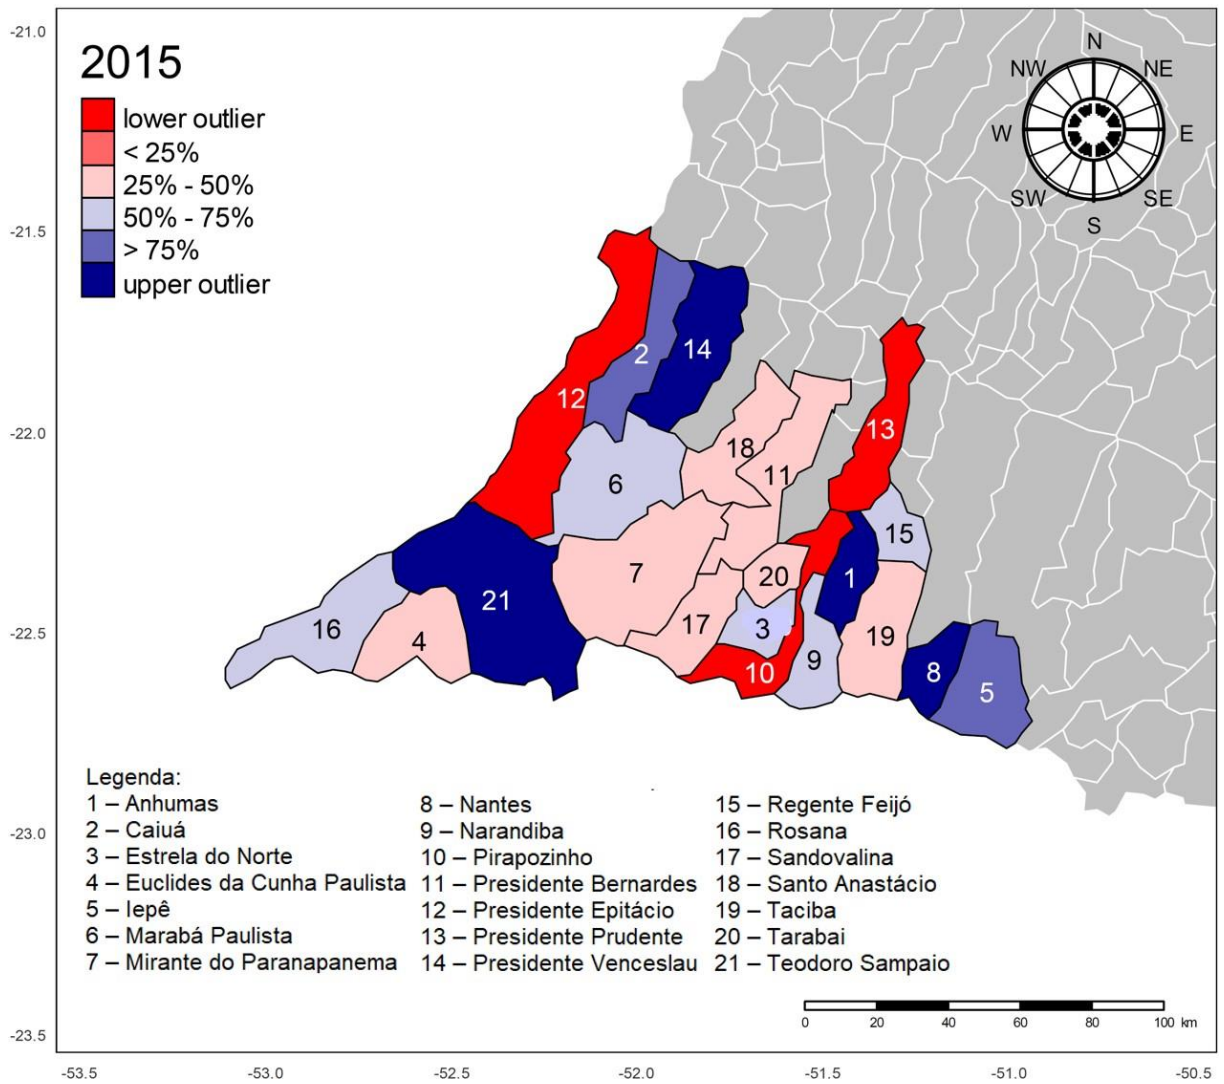 -21.0
-21.5
-22.0
-22.5
-23.0
-23.5
2015
lower outlier
< 25%
25% - 50%
50% - 75%
> 75%
upper outlier
N
NW
NE
W
E
SW
SE
S
2
14
12
13
18
11
6
15
7
20
1
21
16
4
17
3
19
9
10
8
5
Legenda:
1 – Anhumas
2 – Caiuá
3 – Estrela do Norte
4 – Euclides da Cunha Paulista
5 – Iepê
6 – Marabá Paulista
7 – Mirante do Paranapanema
8 – Nantes
9 – Narandiba
10 – Pirapozinho
11 – Presidente Bernardes
12 – Presidente Epitácio
13 – Presidente Prudente
14 – Presidente Venceslau
15 – Regente Feijó
16 – Rosana
17 – Sandovalina
18 – Santo Anastácio
19 – Taciba
20 – Tarabai
21 – Teodoro Sampaio
0 20 40 60 80 100 km
-53.5 -53.0 -52.5 -52.0 -51.5 -51.0 -50.5